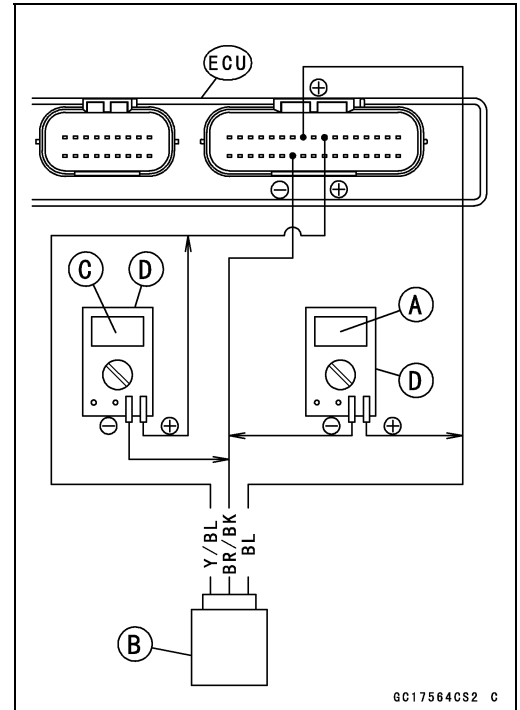 ECU
⊕
⊖ ⊕
C D
A
D
⊖ ⊕
⊖ ⊕
Y/BL
BR/BK
BL
B
GC17564CS2 C